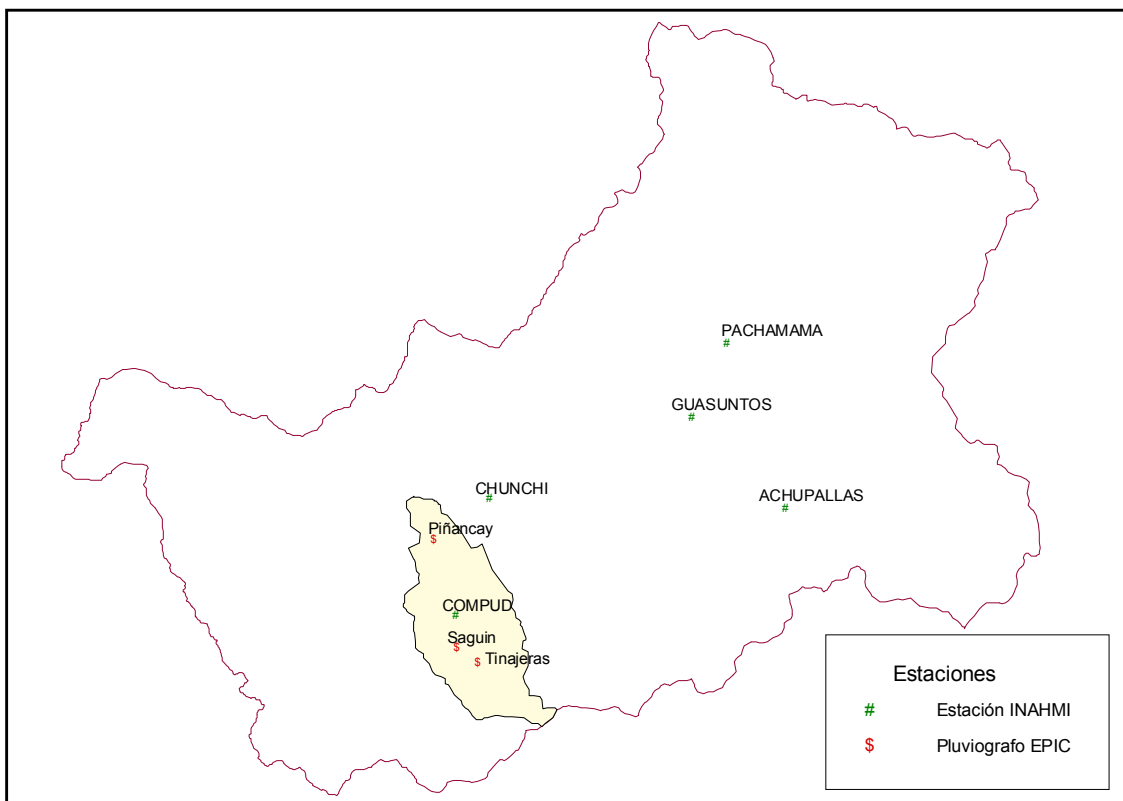 PACHAMAMA
#
GUASUNTOS
#
CHUNCHI
#
ACHUPALLAS
#
Piñancay
$
COMPUD
#
Saguin
$
$ Tinajeras
Estaciones
# Estación INAHMI
$ Pluviografo EPIC